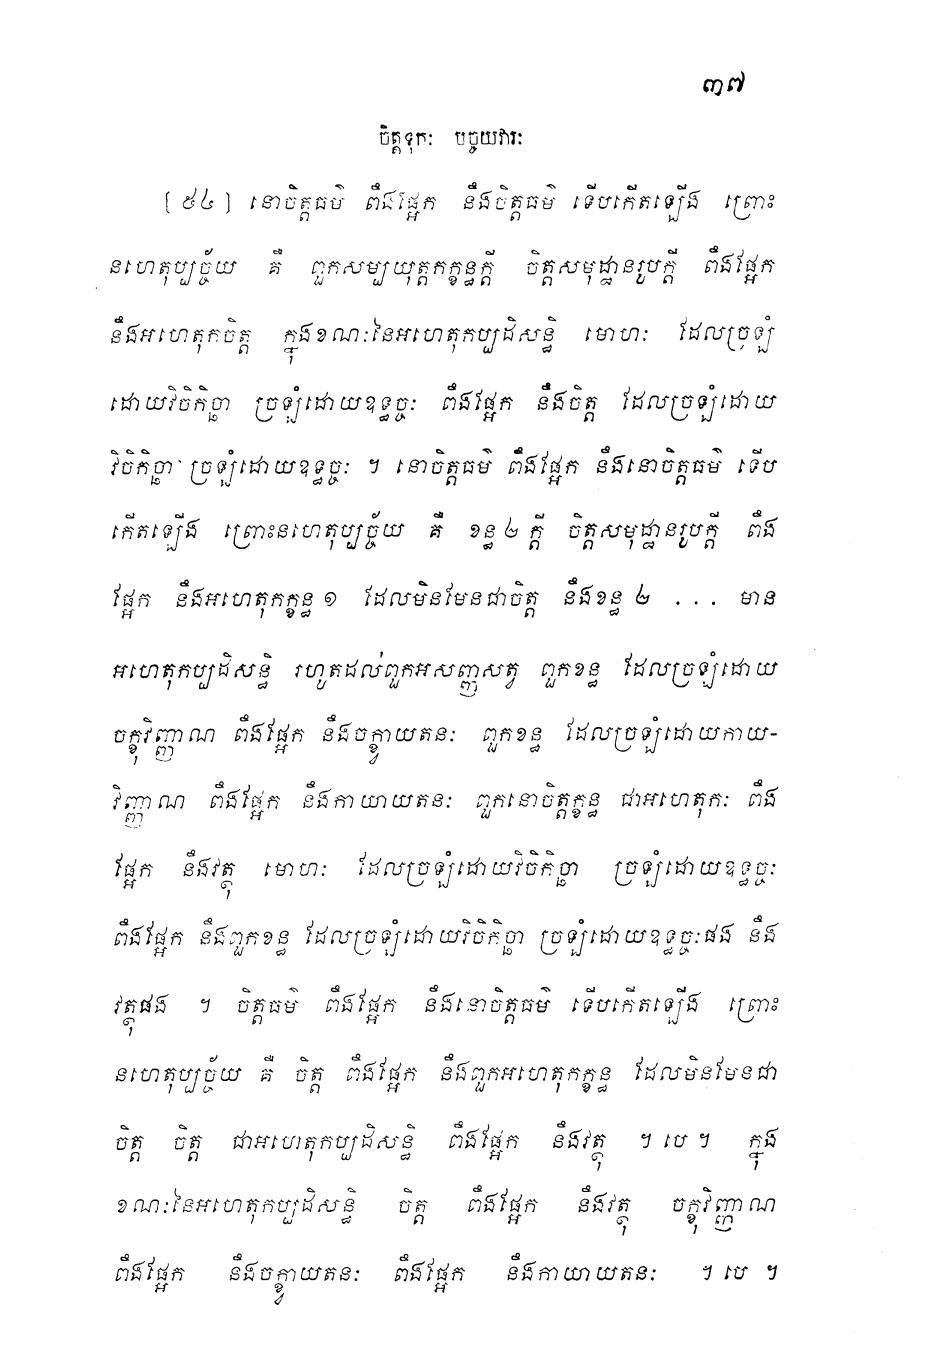 ៣៧
ចិត្តទុកៈ បច្ចយវារៈ
[ ៥៤ ] នោចិត្តធម៌ ពឹងផ្អែក នឹងចិត្តធម៌ ទើបកើតឡើង ព្រោះ
នហេតុប្បច្ច័យ គឺ ពួកសម្បយុត្តកក្ខន្ធក្តី ចិត្តសមុដ្ឋានរូបក្តី ពឹងផ្អែក
នឹងអហេតុកចិត្ត ក្នុងខណៈនៃអហេតុកប្បដិសន្ធិ មោហៈ ដែលច្រឡំ
ដោយវិចិកិច្ឆា ច្រឡំដោយឧទ្ធច្ចៈ ពឹងផ្អែក នឹងចិត្ត ដែលច្រឡំដោយ
វិចិកិច្ឆា ច្រឡំដោយឧទ្ធច្ចៈ ។ នោចិត្តធម៌ ពឹងផ្អែក នឹងនោចិត្តធម៌ ទើប
កើតឡើង ព្រោះនហេតុប្បច្ច័យ គឺ ខន្ធ ២ ក្តី ចិត្តសមុដ្ឋានរូបក្តី ពឹង
ផ្អែក នឹងអហេតុកក្ខន្ធ ១ ដែលមិនមែនជាចិត្ត នឹងខន្ធ ២ ... មាន
អហេតុកប្បដិសន្ធិ រហូតដល់ពួកអសញ្ញសត្វ ពួកខន្ធ ដែលច្រឡំដោយ
ចក្ខុវិញ្ញាណ ពឹងផ្អែក នឹងចក្ខ្វាយតនៈ ពួកខន្ធ ដែលច្រឡំដោយកាយ-
វិញ្ញាណ ពឹងផ្អែក នឹងកាយាយតនៈ ពួកនោចិត្តក្ខន្ធ ជាអហេតុកៈ ពឹង
ផ្អែក នឹងវត្ថុ មោហៈ ដែលច្រឡំដោយវិចិកិច្ឆា ច្រឡំដោយឧទ្ធច្ចៈ
ពឹងផ្អែក នឹងពួកខន្ធ ដែលច្រឡំដោយវិចិកិច្ឆា ច្រឡំដោយឧទ្ធច្ចៈផង នឹង
វត្ថុផង ។ ចិត្តធម៌ ពឹងផ្អែក នឹងនោចិត្តធម៌ ទើបកើតឡើង ព្រោះ
នហេតុប្បច្ច័យ គឺ ចិត្ត ពឹងផ្អែក នឹងពួកអហេតុកក្ខន្ធ ដែលមិនមែនជា
ចិត្ត ចិត្ត ជាអហេតុកប្បដិសន្ធិ ពឹងផ្អែក នឹងវត្ថុ ។ បេ ។ ក្នុង
ខណៈនៃអហេតុកប្បដិសន្ធិ ចិត្ត ពឹងផ្អែក នឹងវត្ថុ ចក្ខុវិញ្ញាណ
ពឹងផ្អែក នឹងចក្ខ្វាយតនៈ ពឹងផ្អែក នឹងកាយាយតនៈ ។ បេ ។